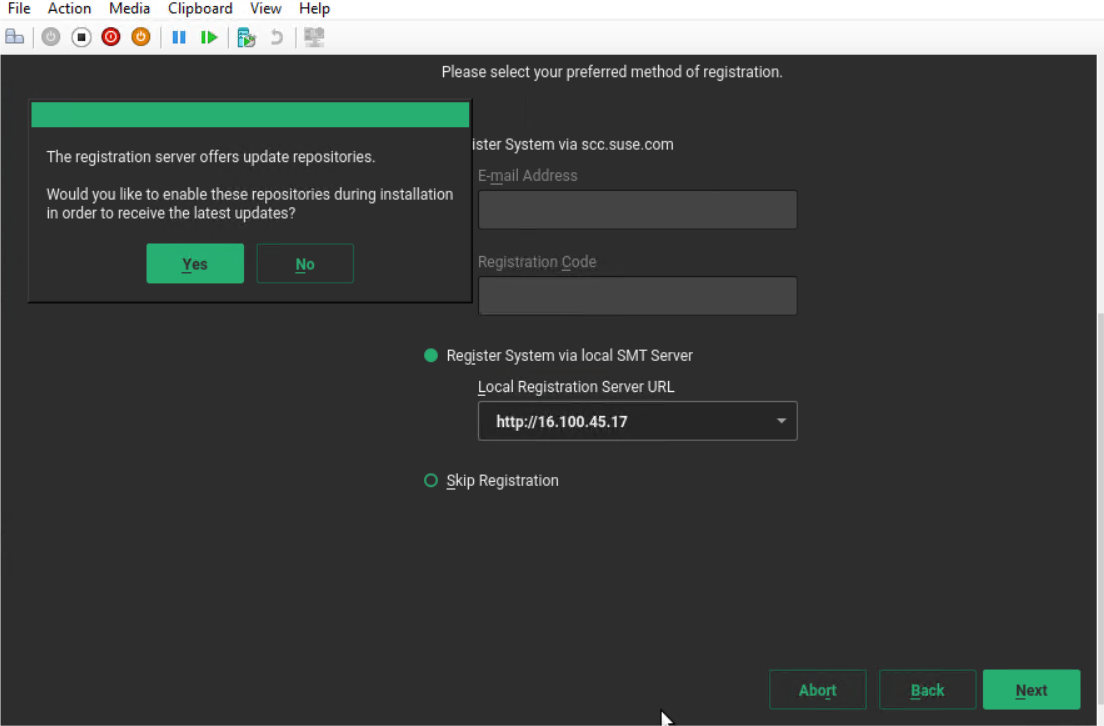 File Action Media Clipboard View Help
Please select your preferred method of registration.
ister System via scc.suse.com
The registration server offers update repositories.
Would you like to enable these repositories during installation
in order to receive the latest updates?
Yes No
E-mail Address
Registration Code
Register System via local SMT Server
Local Registration Server URL
http://16.100.45.17
Skip Registration
Abort Back Next